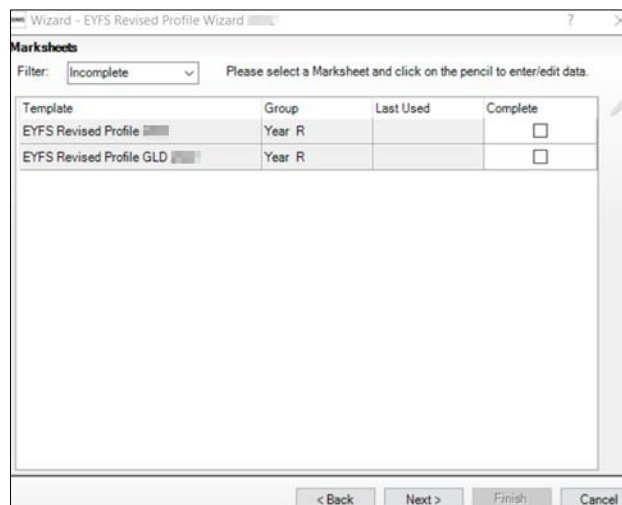 SIMS Wizard - EYFS Revised Profile Wizard ? X
Marksheets
Filter: Incomplete Please select a Marksheet and click on the pencil to enter/edit data.
Template Group Last Used Complete
EYFS Revised Profile Year R
EYFS Revised Profile GLD Year R
< Back Next > Finish Cancel